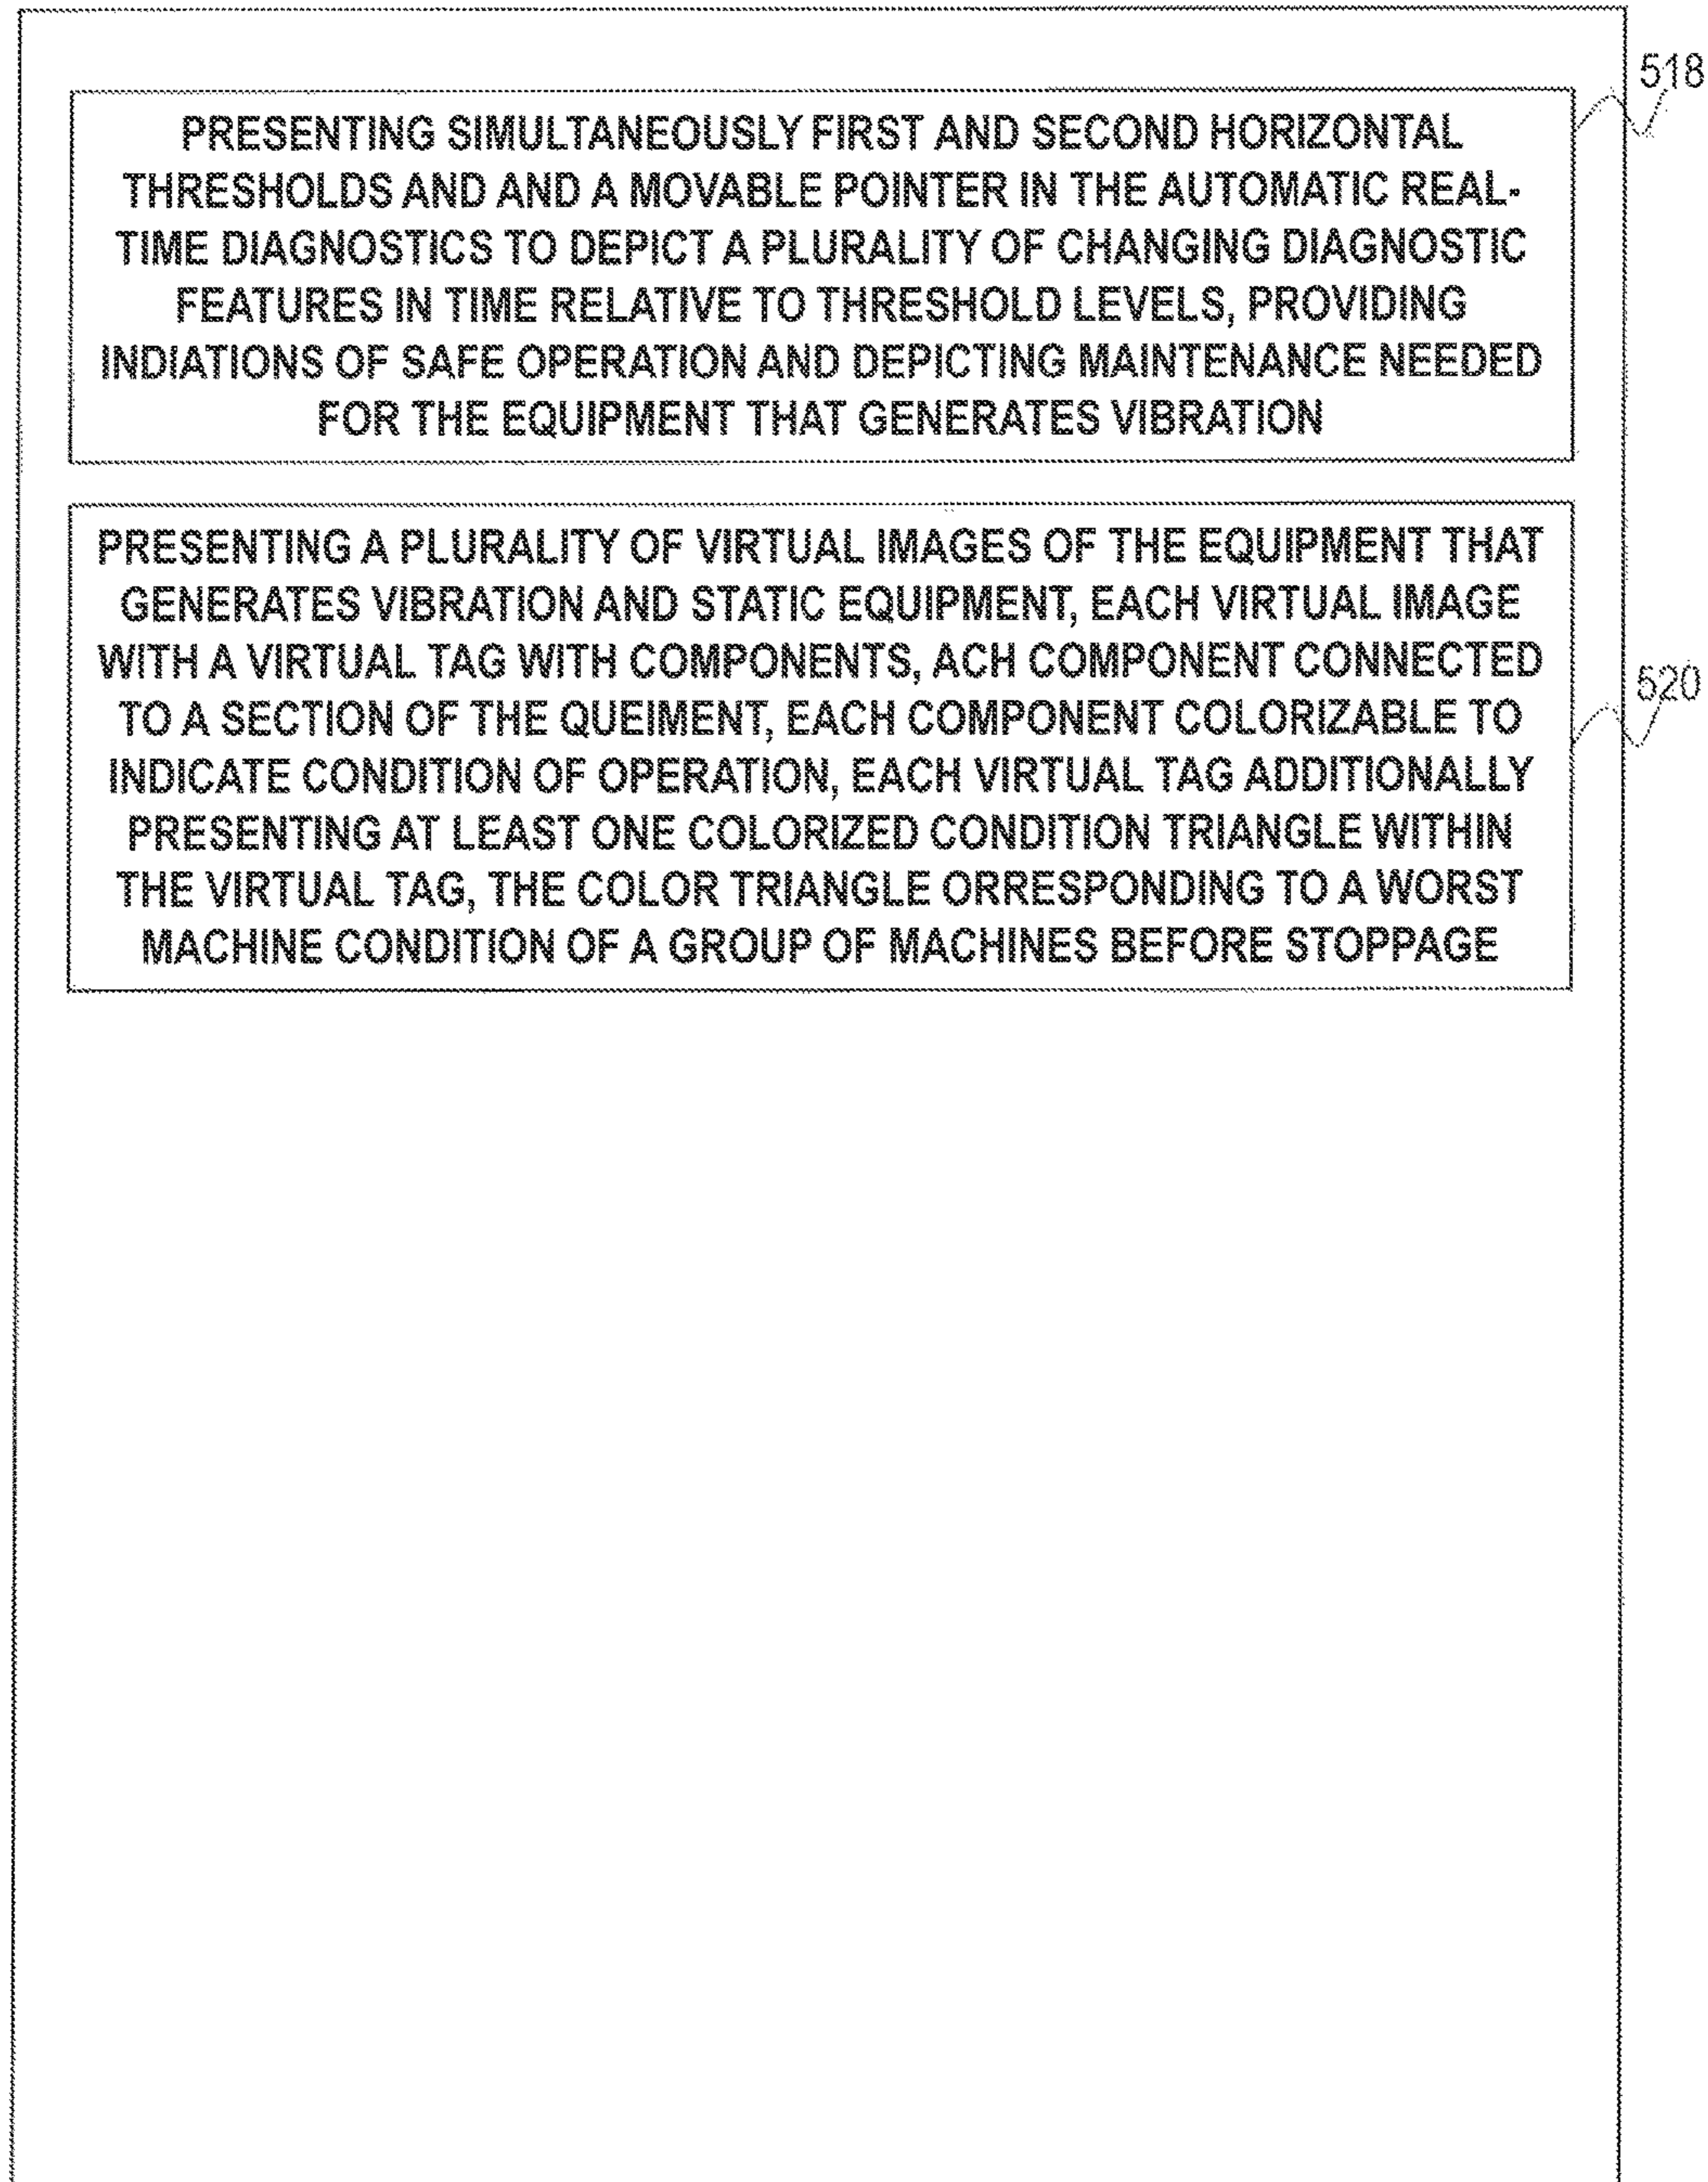 518
PRESENTING SIMULTANEOUSLY FIRST AND SECOND HORIZONTAL
THRESHOLDS AND AND A MOVABLE POINTER IN THE AUTOMATIC REAL-
TIME DIAGNOSTICS TO DEPICT A PLURALITY OF CHANGING DIAGNOSTIC
FEATURES IN TIME RELATIVE TO THRESHOLD LEVELS, PROVIDING
INDIATIONS OF SAFE OPERATION AND DEPICTING MAINTENANCE NEEDED
FOR THE EQUIPMENT THAT GENERATES VIBRATION
PRESENTING A PLURALITY OF VIRTUAL IMAGES OF THE EQUIPMENT THAT
GENERATES VIBRATION AND STATIC EQUIPMENT, EACH VIRTUAL IMAGE
WITH A VIRTUAL TAG WITH COMPONENTS, ACH COMPONENT CONNECTED
TO A SECTION OF THE QUEIMENT, EACH COMPONENT COLORIZABLE TO
INDICATE CONDITION OF OPERATION, EACH VIRTUAL TAG ADDITIONALLY
PRESENTING AT LEAST ONE COLORIZED CONDITION TRIANGLE WITHIN
THE VIRTUAL TAG, THE COLOR TRIANGLE ORRESPONDING TO A WORST
MACHINE CONDITION OF A GROUP OF MACHINES BEFORE STOPPAGE
520